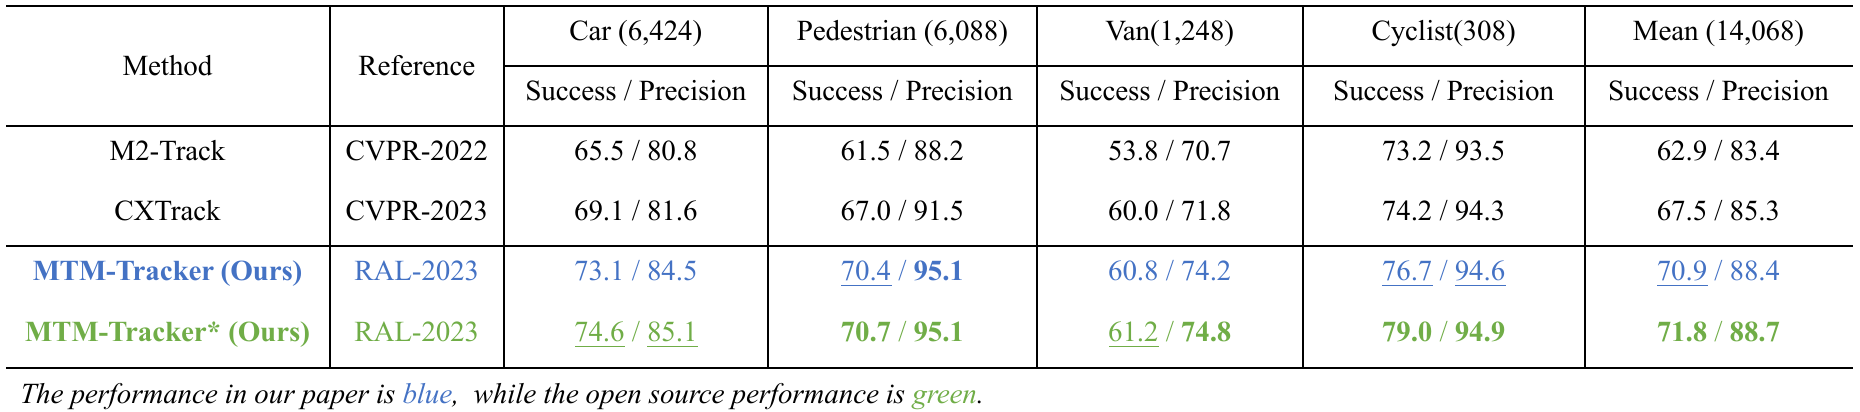 Method Reference Car (6,424) Pedestrian (6,088) Van(1,248) Cyclist(308) Mean (14,068)
Success / Precision Success / Precision Success / Precision Success / Precision Success / Precision
M2-Track CVPR-2022 65.5 / 80.8 61.5 / 88.2 53.8 / 70.7 73.2 / 93.5 62.9 / 83.4
CXTrack CVPR-2023 69.1 / 81.6 67.0 / 91.5 60.0 / 71.8 74.2 / 94.3 67.5 / 85.3
MTM-Tracker (Ours) RAL-2023 73.1 / 84.5 70.4 / 95.1 60.8 / 74.2 76.7 / 94.6 70.9 / 88.4
MTM-Tracker* (Ours) RAL-2023 74.6 / 85.1 70.7 / 95.1 61.2 / 74.8 79.0 / 94.9 71.8 / 88.7
The performance in our paper is blue, while the open source performance is green.